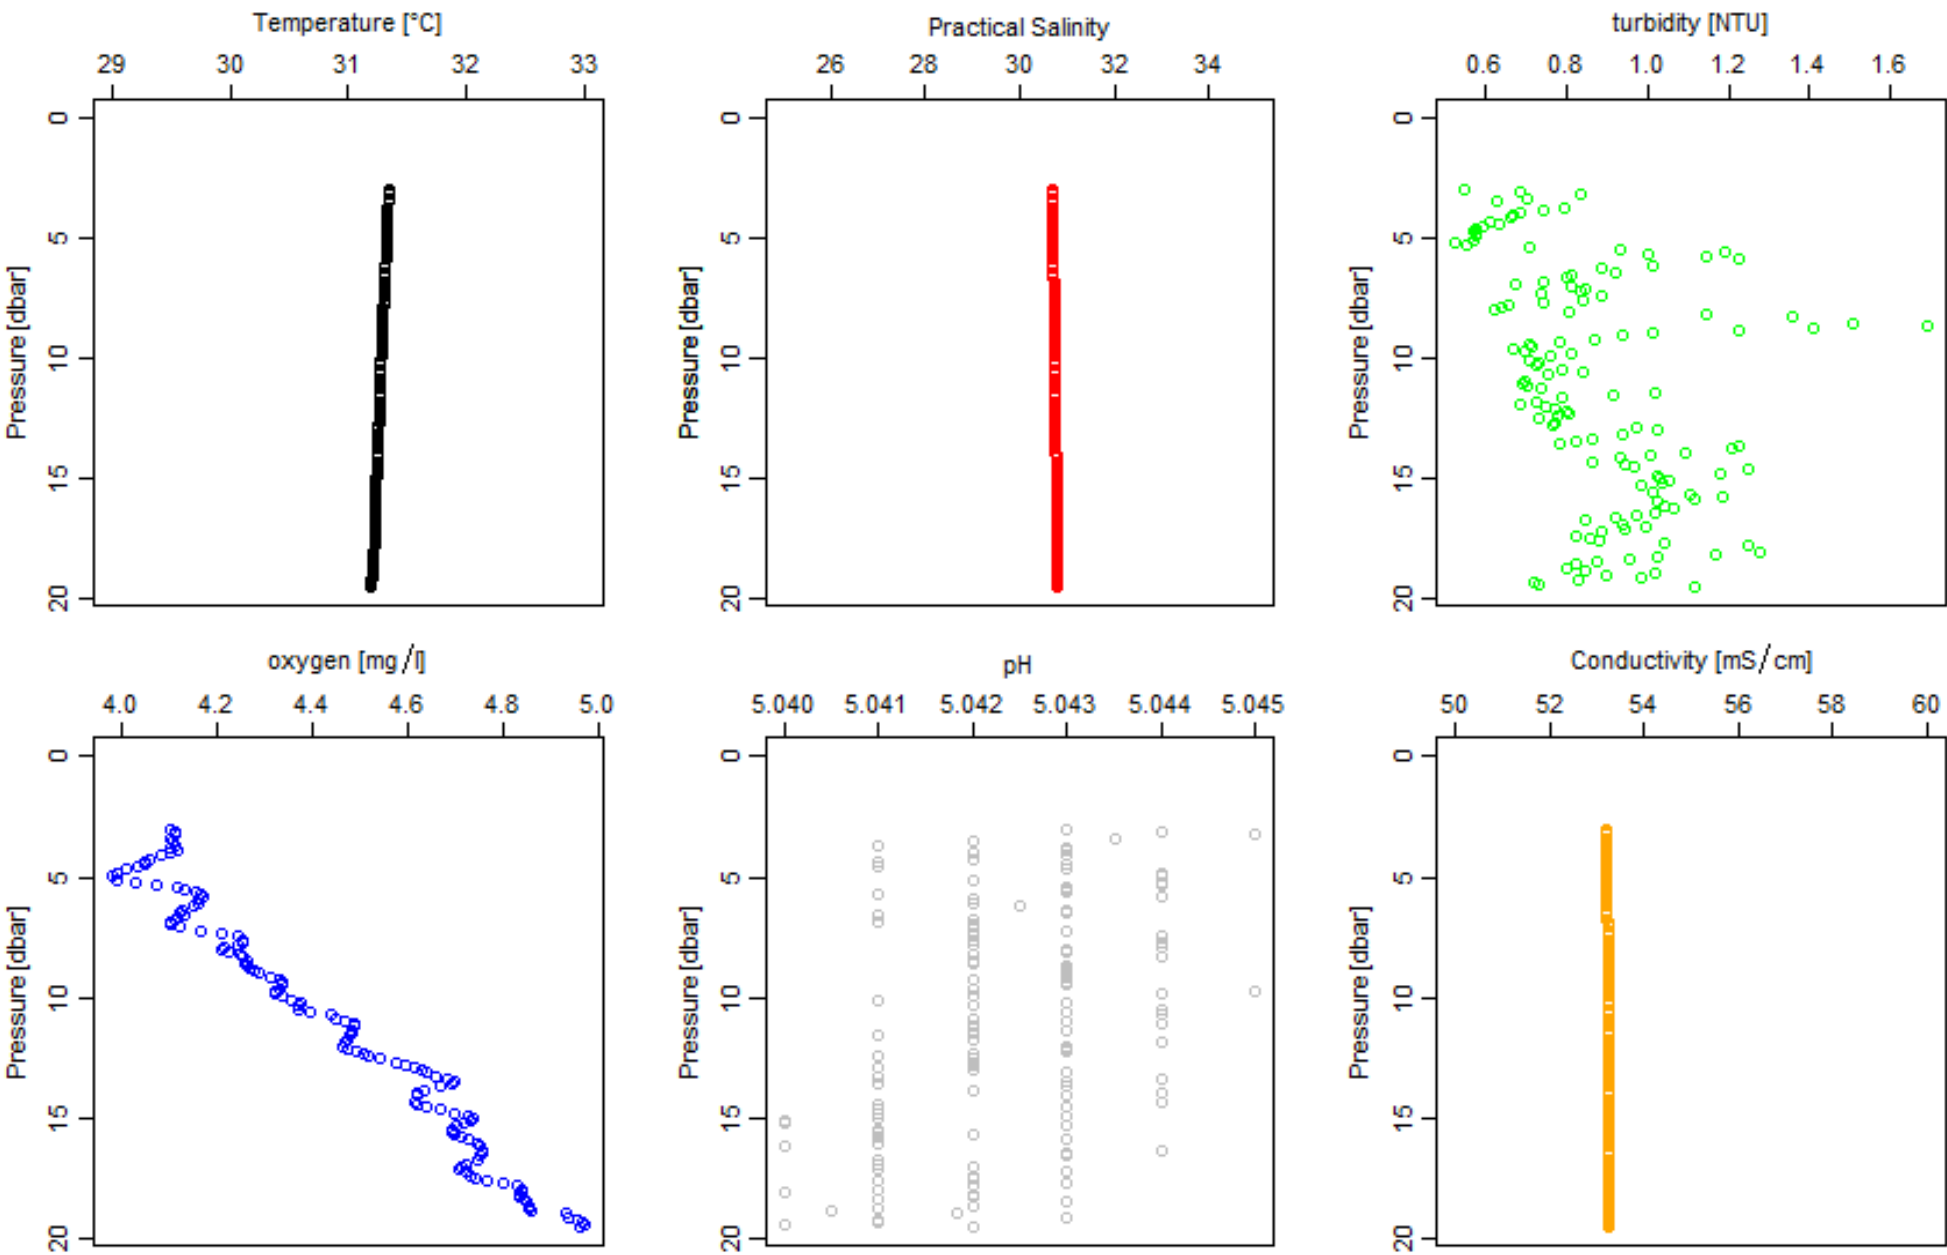 Temperature [°C]
29 30 31 32 33
0
5
10
15
20
Pressure [dbar]
Practical Salinity
26 28 30 32 34
0
5
10
15
20
Pressure [dbar]
turbidity [NTU]
0.6 0.8 1.0 1.2 1.4 1.6
0
5
10
15
20
Pressure [dbar]
oxygen [mg/l]
4.0 4.2 4.4 4.6 4.8 5.0
0
5
10
15
20
Pressure [dbar]
pH
5.040 5.041 5.042 5.043 5.044 5.045
0
5
10
15
20
Pressure [dbar]
Conductivity [mS/cm]
50 52 54 56 58 60
0
5
10
15
20
Pressure [dbar]